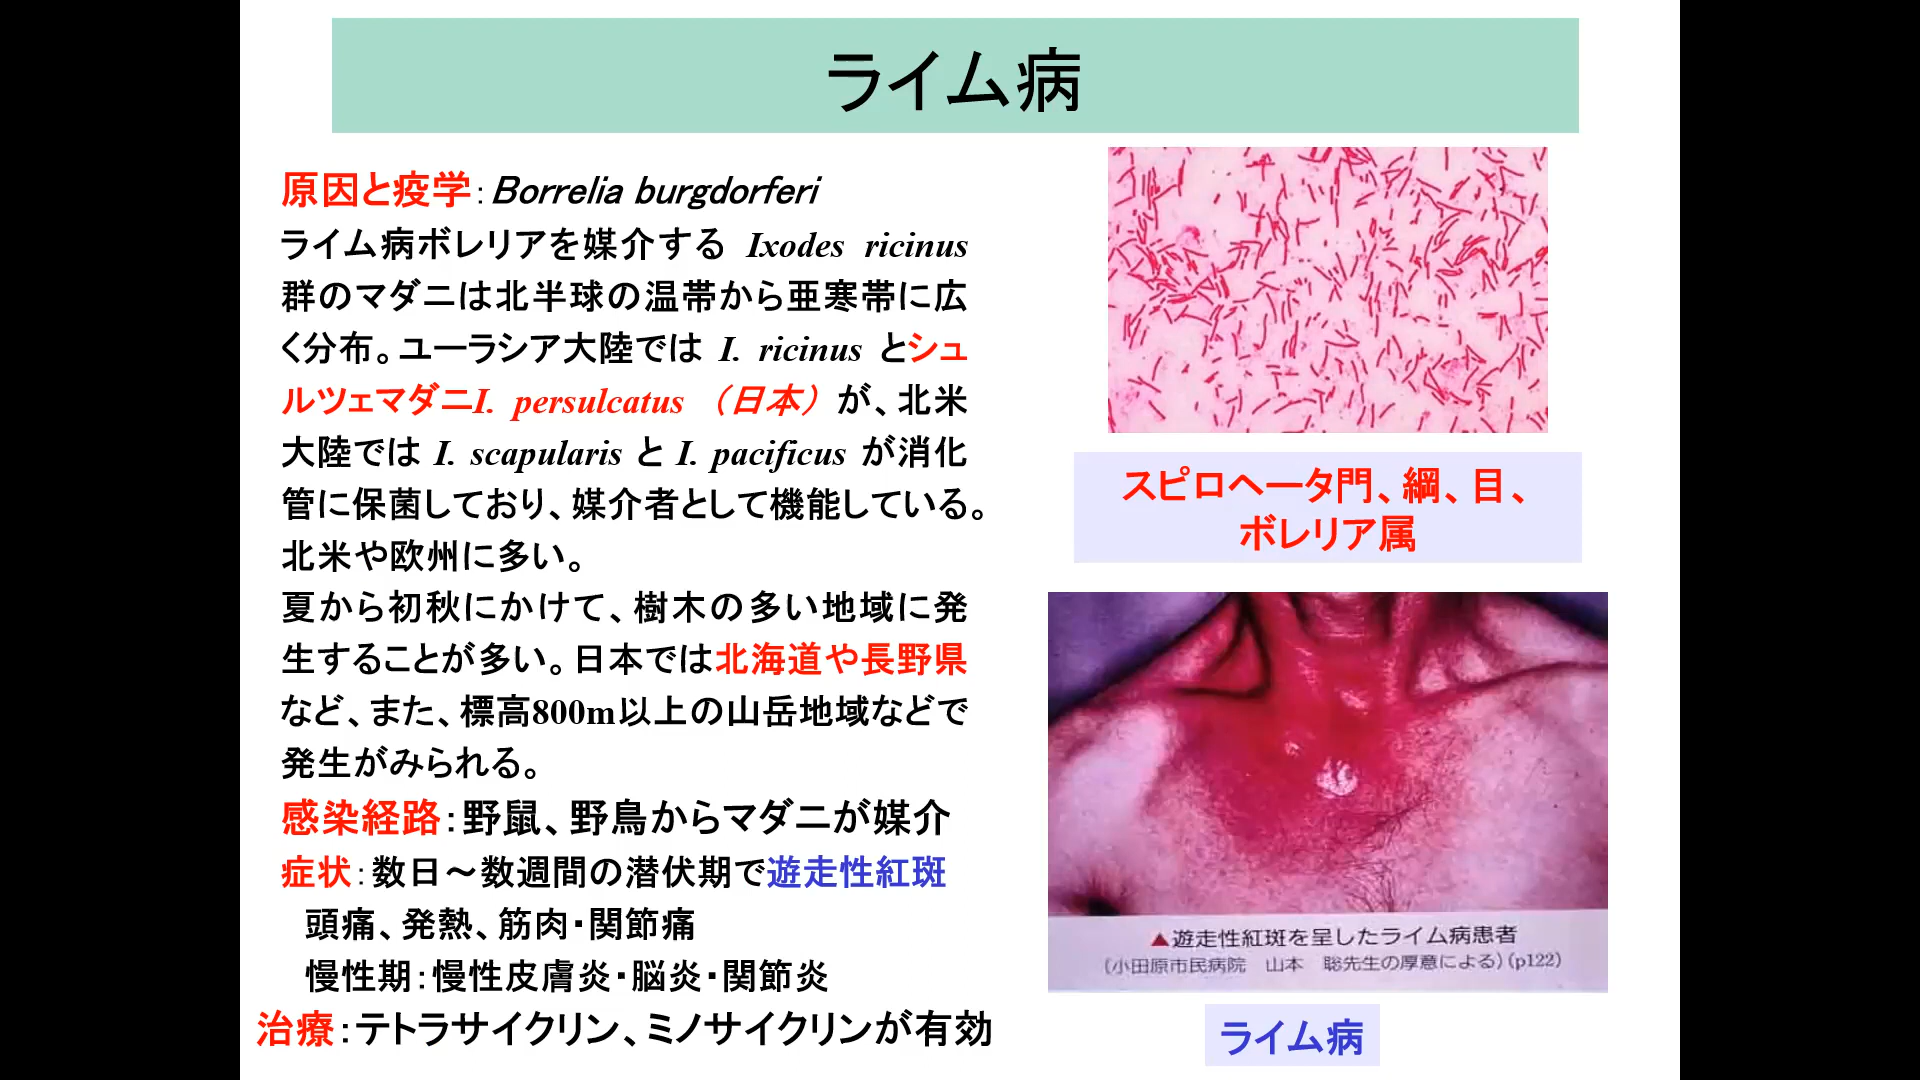 ライム病
原因と疫学：Borrelia burgdorferi
ライム病ボレリアを媒介する Ixodes ricinus
群のマダニは北半球の温帯から亜寒帯に広
く分布。ユーラシア大陸では I. ricinus とシュ
ルツェマダニI. persulcatus （日本）が、北米
大陸では I. scapularis と I. pacificus が消化
管に保菌しており、媒介者として機能している。
北米や欧州に多い。
夏から初秋にかけて、樹木の多い地域に発
生することが多い。日本では北海道や長野県
など、また、標高800m以上の山岳地域などで
発生がみられる。
感染経路：野鼠、野鳥からマダニが媒介
症状：数日～数週間の潜伏期で遊走性紅斑
頭痛、発熱、筋肉・関節痛
慢性期：慢性皮膚炎・脳炎・関節炎
治療：テトラサイクリン、ミノサイクリンが有効
スピロヘータ門、綱、目、
ボレリア属
▲遊走性紅斑を呈したライム病患者
（小田原市民病院　山本　聡先生の厚意による）（p122）
ライム病